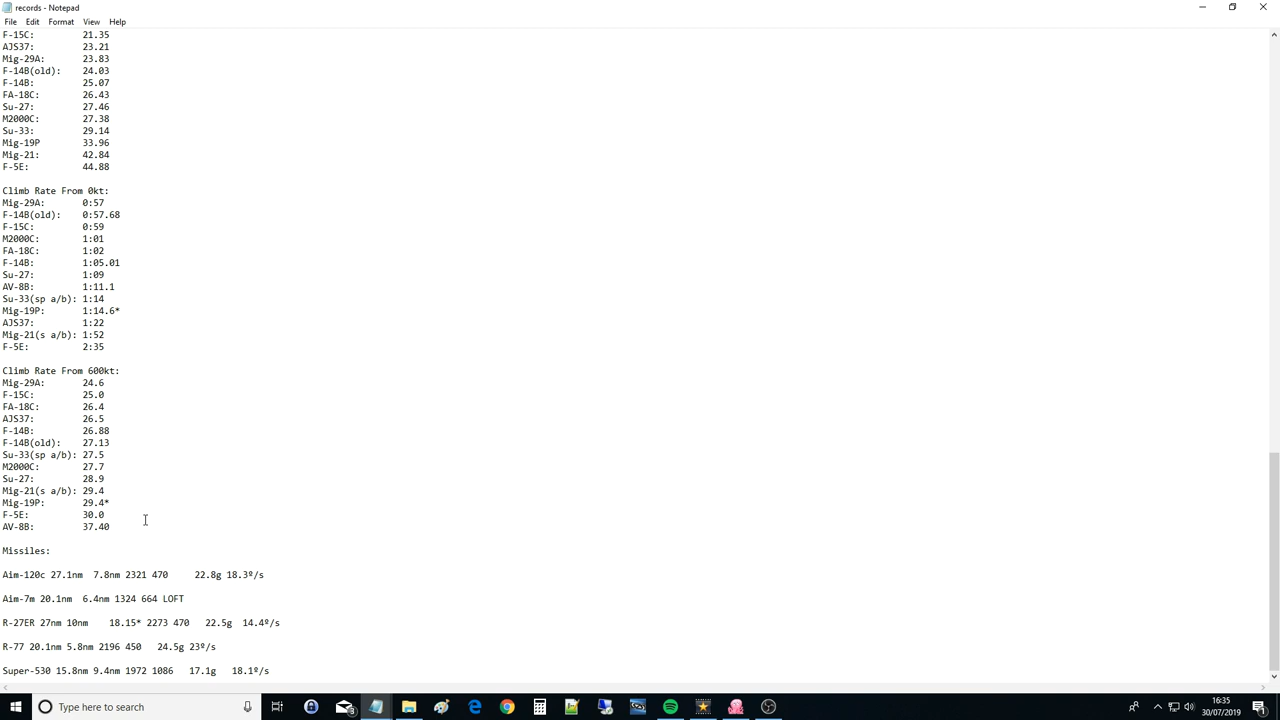 records - Notepad
File Edit Format View Help
F-15C: 21.35
AJS37: 23.21
Mig-29A: 23.83
F-14B(old): 24.03
F-14B: 25.07
FA-18C: 26.43
Su-27: 27.46
M2000C: 27.38
Su-33: 29.14
Mig-19P 33.96
Mig-21: 42.84
F-5E: 44.88
Climb Rate From 0kt:
Mig-29A: 0:57
F-14B(old): 0:57.68
F-15C: 0:59
M2000C: 1:01
FA-18C: 1:02
F-14B: 1:05.01
Su-27: 1:09
AV-8B: 1:11.1
Su-33(sp a/b): 1:14
Mig-19P: 1:14.6*
AJS37: 1:22
Mig-21(s a/b): 1:52
F-5E: 2:35
Climb Rate From 600kt:
Mig-29A: 24.6
F-15C: 25.0
FA-18C: 26.4
AJS37: 26.5
F-14B: 26.88
F-14B(old): 27.13
Su-33(sp a/b): 27.5
M2000C: 27.7
Su-27: 28.9
Mig-21(s a/b): 29.4
Mig-19P: 29.4*
F-5E: 30.0
AV-8B: 37.40
Missiles:
Aim-120c 27.1nm 7.8nm 2321 470 22.8g 18.3º/s
Aim-7m 20.1nm 6.4nm 1324 664 LOFT
R-27ER 27nm 10nm 18.15* 2273 470 22.5g 14.4º/s
R-77 20.1nm 5.8nm 2196 450 24.5g 23º/s
Super-530 15.8nm 9.4nm 1972 1086 17.1g 18.1º/s
Type here to search
16:35
30/07/2019